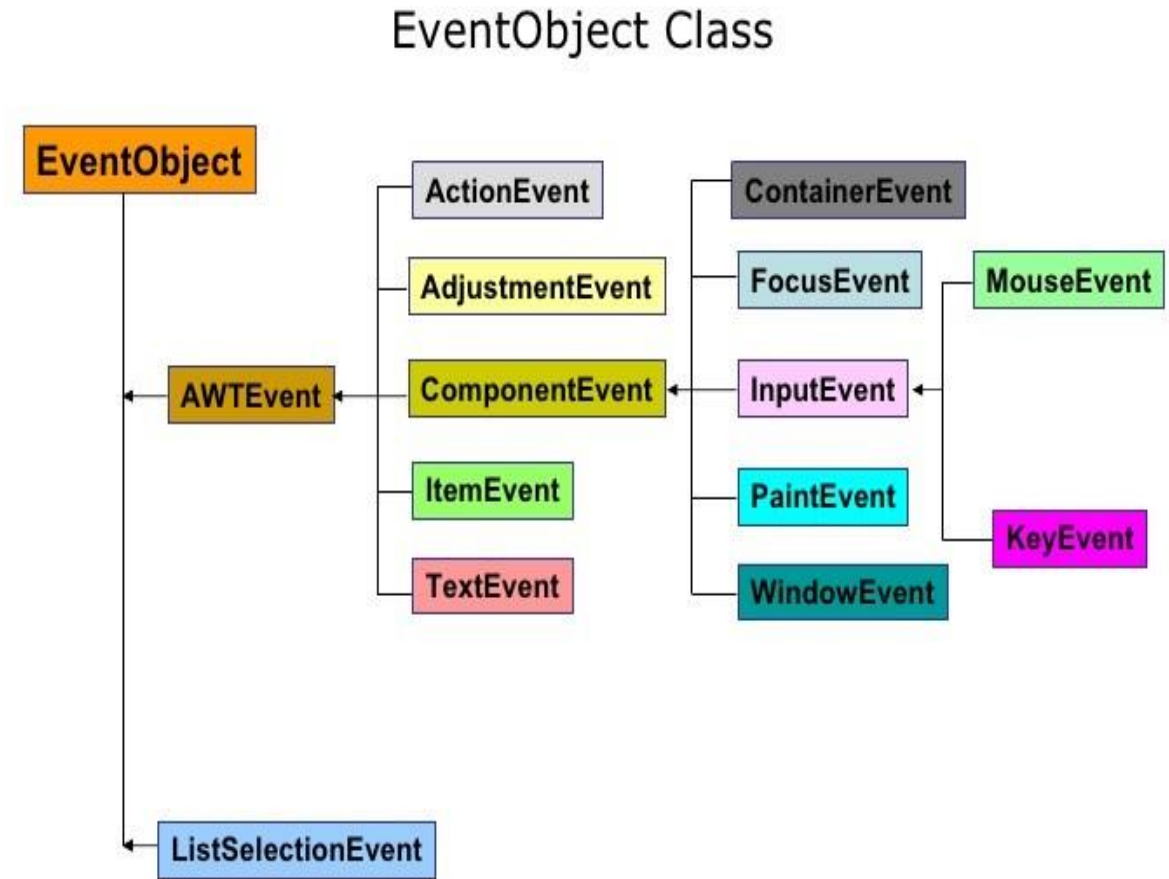 EventObject Class
EventObject
ActionEvent
ContainerEvent
AdjustmentEvent
FocusEvent
MouseEvent
AWTEvent
ComponentEvent
InputEvent
ItemEvent
PaintEvent
KeyEvent
TextEvent
WindowEvent
ListSelectionEvent